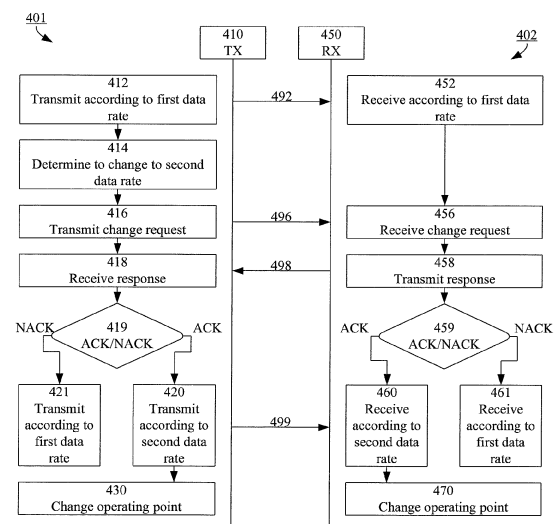 401
410
TX
450
RX
402
412
Transmit according to first data
rate
492
452
Receive according to first data
rate
414
Determine to change to second
data rate
416
Transmit change request
496
456
Receive change request
418
Receive response
498
458
Transmit response
NACK
419
ACK/NACK
ACK
ACK
459
ACK/NACK
NACK
421
Transmit
according to
first data
rate
420
Transmit
according to
second data
rate
499
460
Receive
according to
second data
rate
461
Receive
according to
first data
rate
430
Change operating point
470
Change operating point